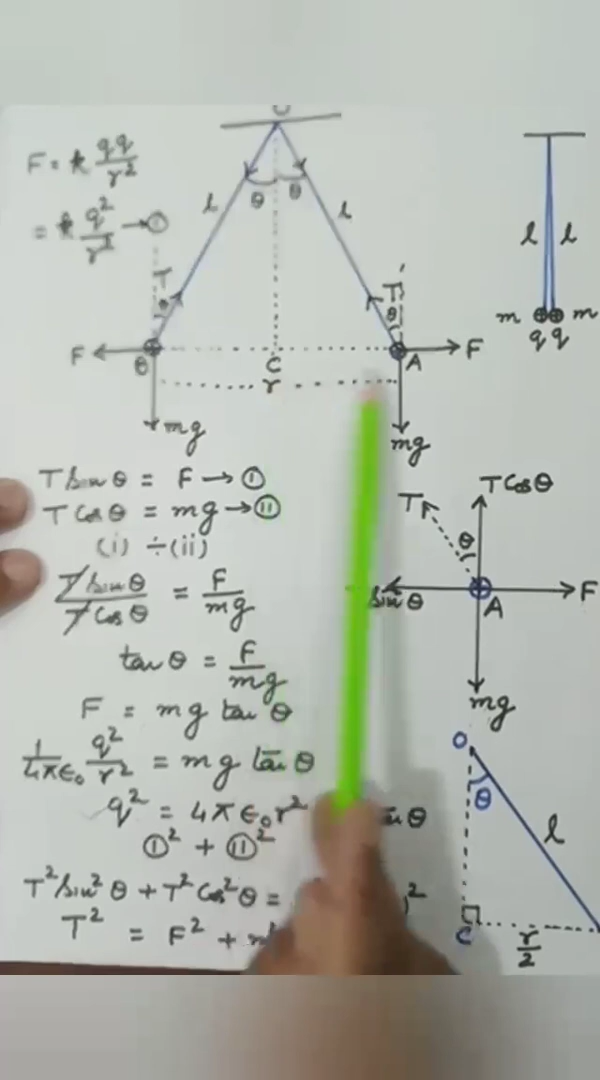 F = k qq/r²
= k q²/r² → ①
θ θ
l l
T T
θ θ
F B C A F
r
mg mg
l l
m m
q q
T sin θ = F → ①
T cos θ = mg → ⑪
(i) ÷ (ii)
T sin θ / T cos θ = F/mg
tan θ = F/mg
F = mg tan θ
1/4πε₀ q²/r² = mg tan θ
q² = 4πε₀r²
①² + ⑪²
T² sin² θ + T² cos² θ =
T² = F² +
T cos θ
T
θ
sin θ A F
mg
O
θ
l
C
r/2